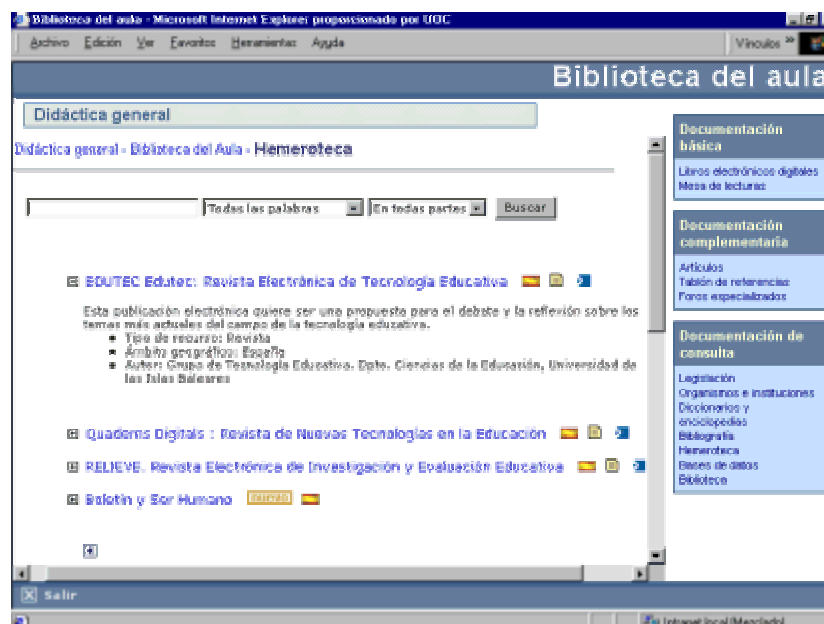 Biblioteca del aula - Microsoft Internet Explorer proporcionado por UOC
Archivo Edición Ver Favoritos Herramientas Ayuda
Vínculos »
Biblioteca del aula
Didáctica general
Didáctica general - Biblioteca del Aula - Hemeroteca
Todas las palabras En todas partes Buscar
EDUTEC Edutec: Revista Electrónica de Tecnología Educativa
Esta publicación electrónica quiere ser una propuesta para el debate y la reflexión sobre los
temas más actuales del campo de la tecnología educativa.
Tipo de recurso: Revista
Ámbito geográfico: España
Autor: Grupo de Tecnología Educativa. Dpto. Ciencias de la Educación, Universidad de
las Islas Baleares
Quaderns Digitals : Revista de Nuevas Tecnologías en la Educación
RELIEVE. Revista Electrónica de Investigación y Evaluación Educativa
Boletín y Ser Humano
Documentación
básica
Libros electrónicos digitales
Mesa de lecturas
Documentación
complementaria
Artículos
Tablón de referencias
Foros especializados
Documentación de
consulta
Legislación
Organismos e instituciones
Diccionarios y
enciclopedias
Bibliografía
Hemeroteca
Bases de datos
Biblioteca
Salir
Intranet local (Mezclado)